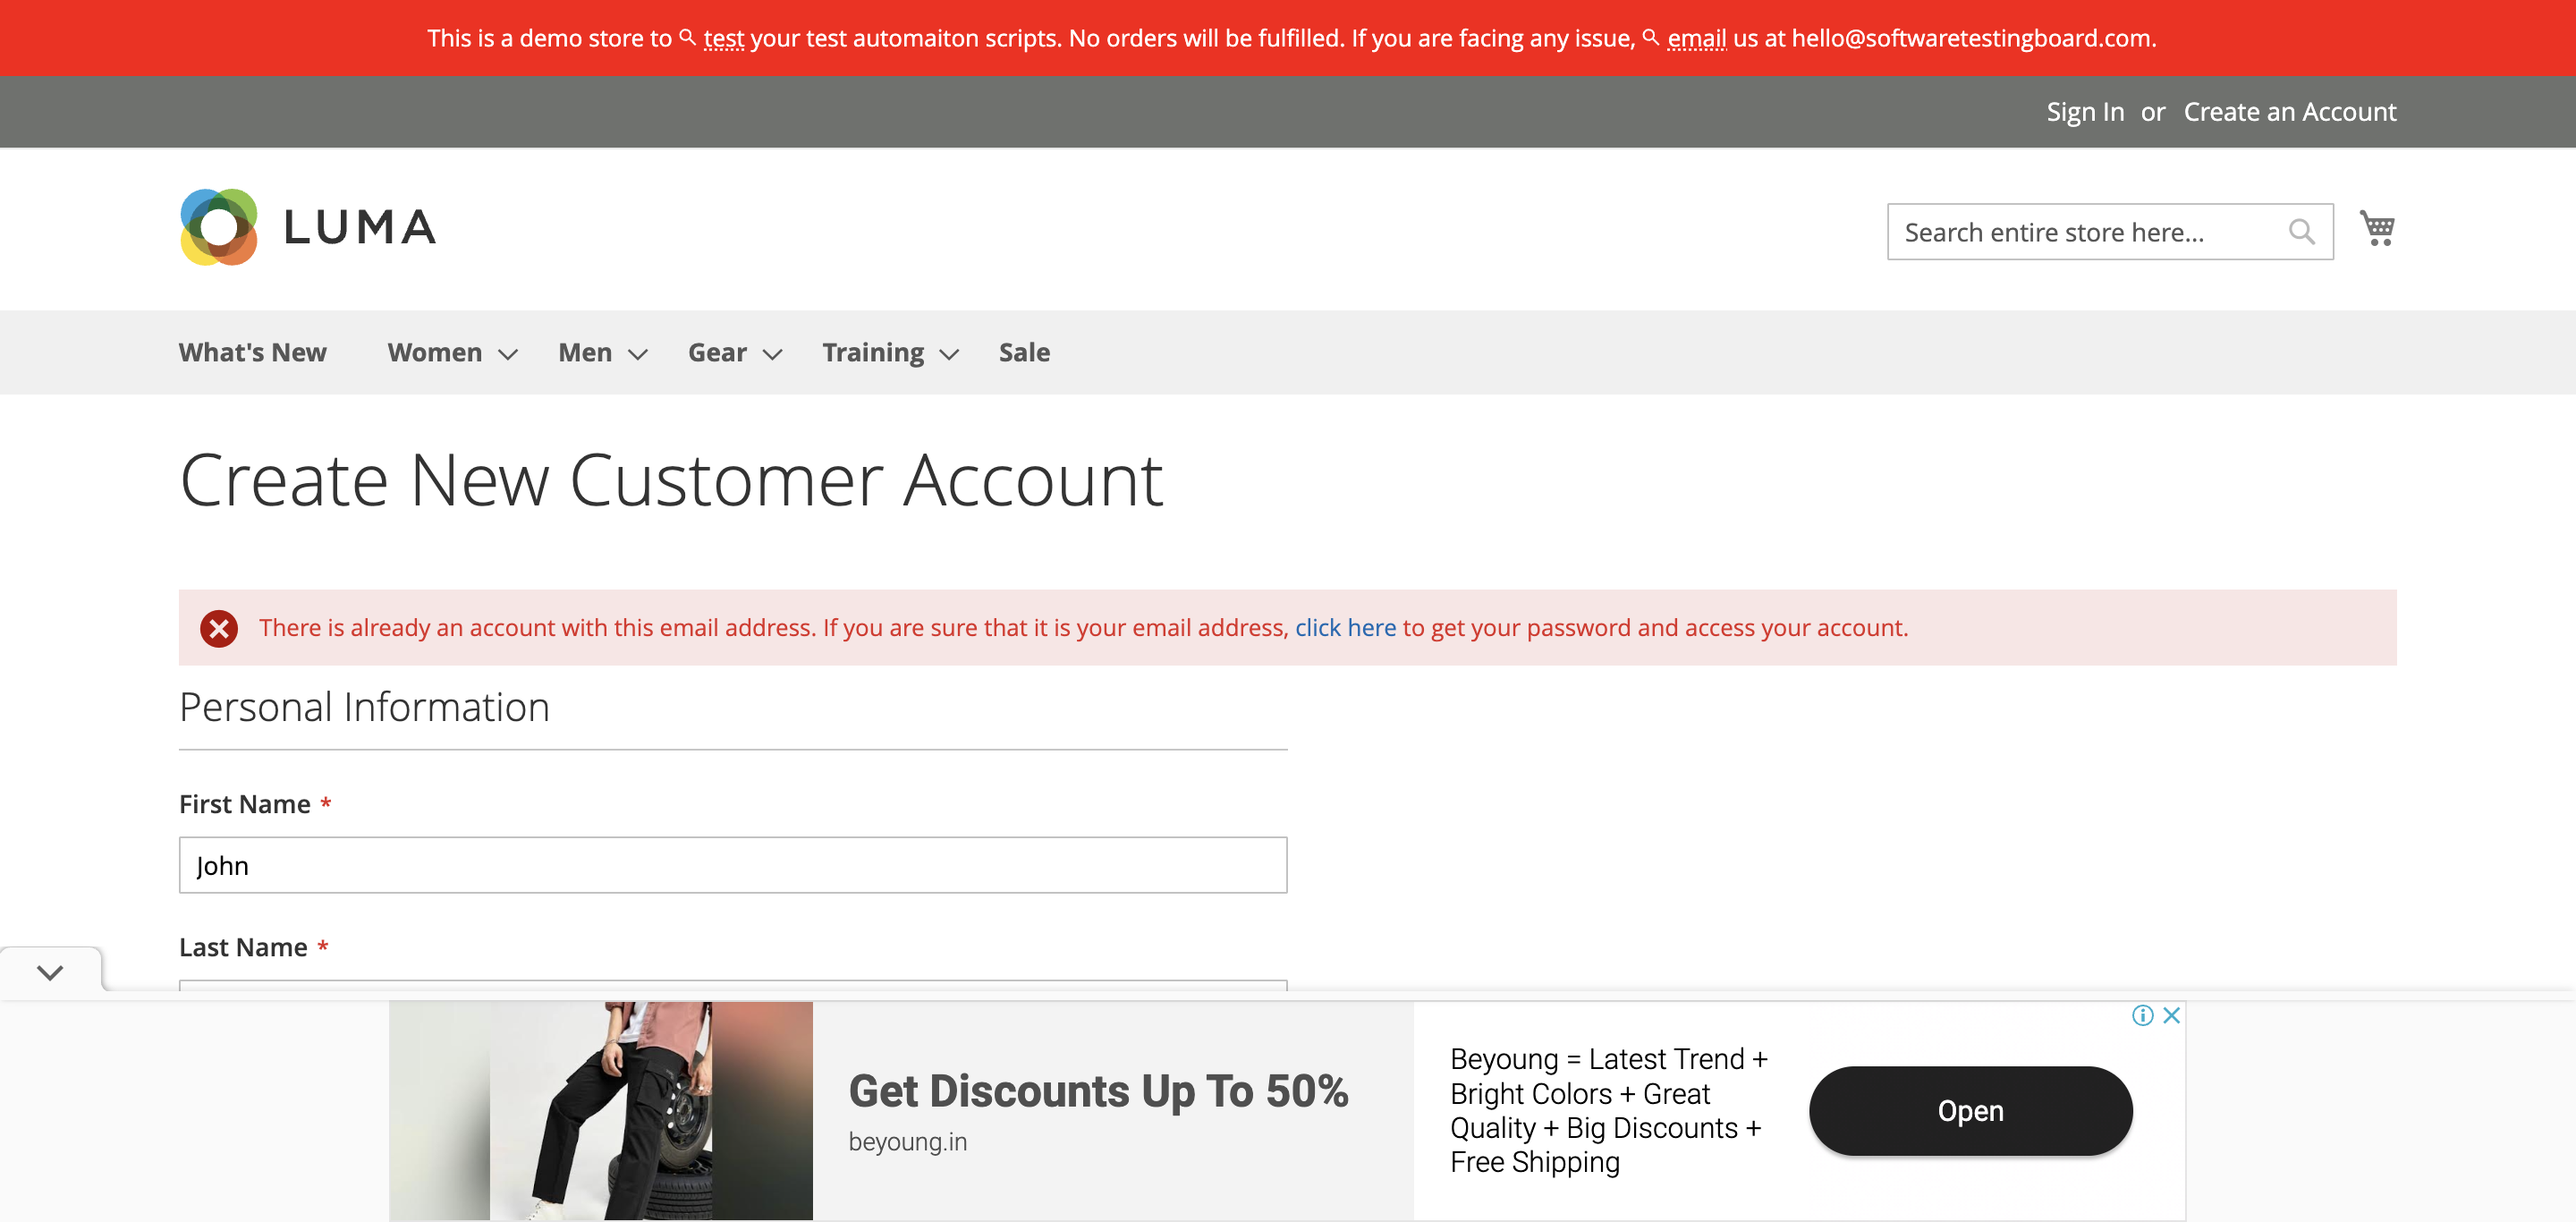 This is a demo store to test your test automaiton scripts. No orders will be fulfilled. If you are facing any issue, email us at hello@softwaretestingboard.com.
Sign In or Create an Account
LUMA
Search entire store here...
What's New Women Men Gear Training Sale
Create New Customer Account
There is already an account with this email address. If you are sure that it is your email address, click here to get your password and access your account.
Personal Information
First Name *
John
Last Name *
Get Discounts Up To 50%
beyoung.in
Beyoung = Latest Trend +
Bright Colors + Great
Quality + Big Discounts +
Free Shipping
Open